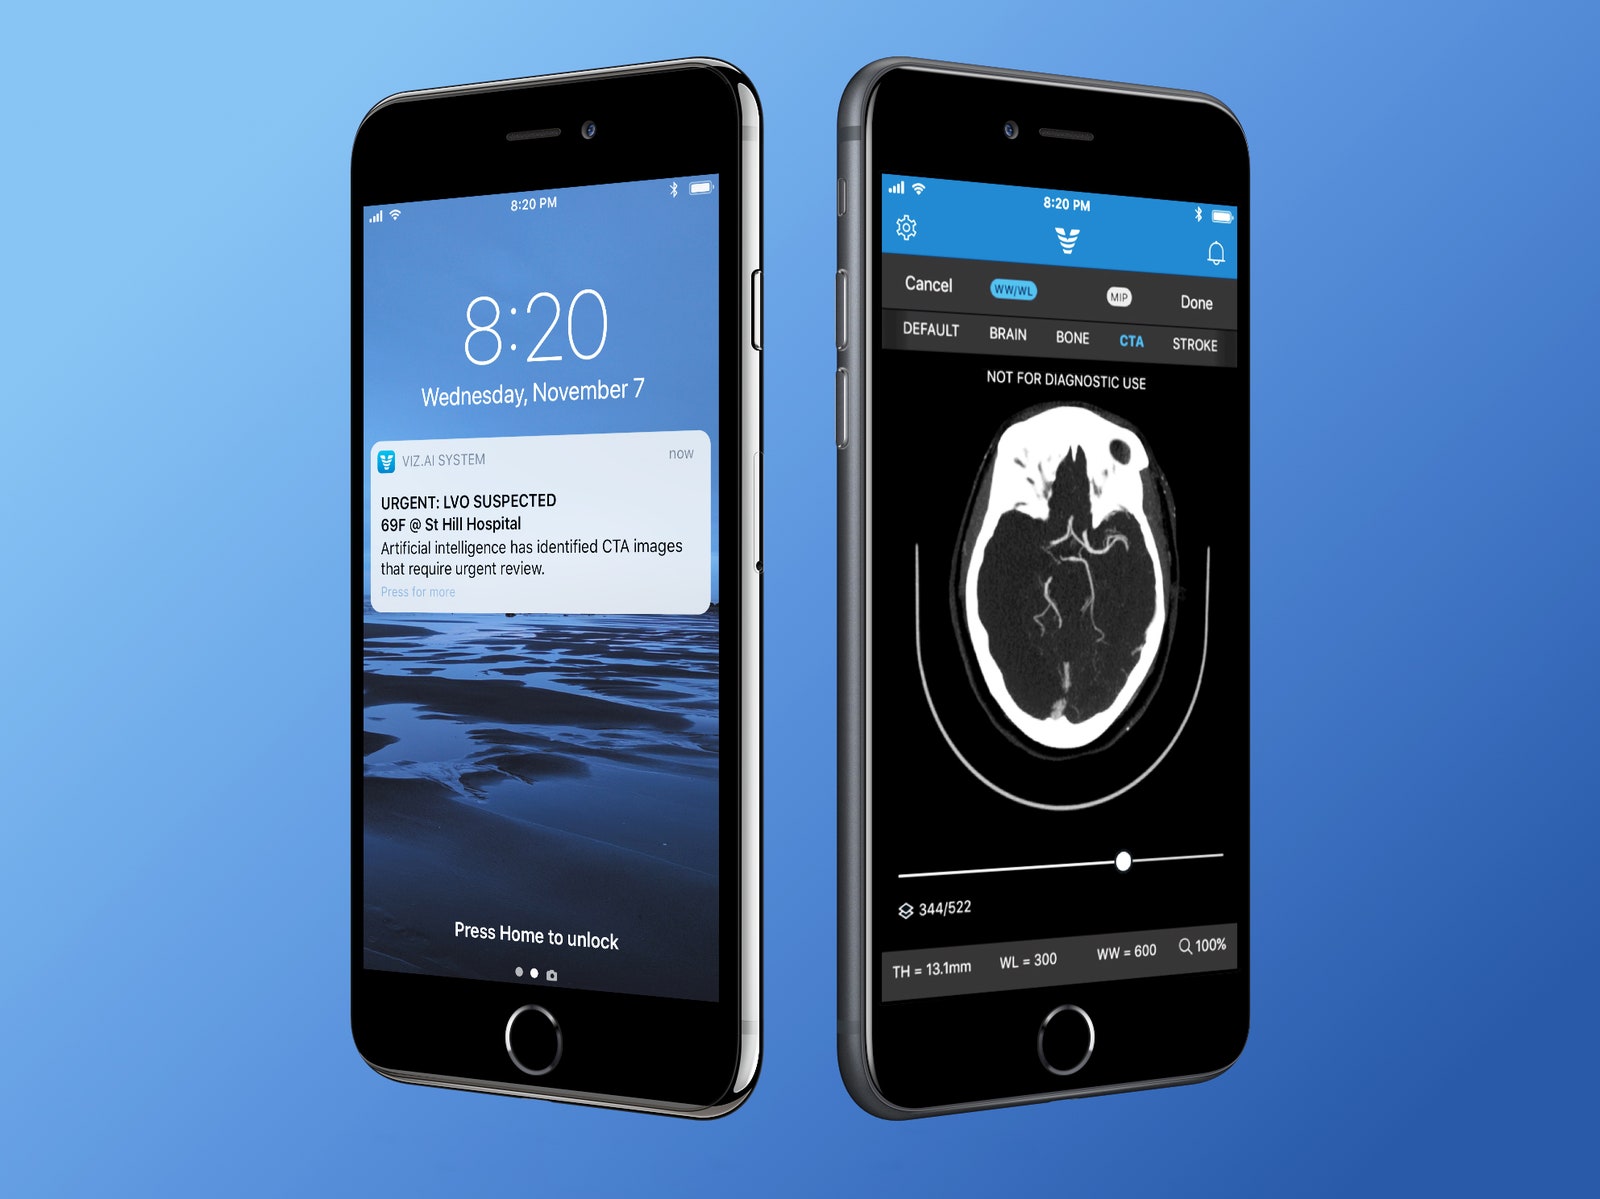 8:20 PM
8:20
Wednesday, November 7
VIZ.AI SYSTEM
now
URGENT: LVO SUSPECTED
69F @ St Hill Hospital
Artificial intelligence has identified CTA images
that require urgent review.
Press for more
Press Home to unlock
8:20 PM
Cancel
WW/WL
MIP
Done
DEFAULT
BRAIN
BONE
CTA
STROKE
NOT FOR DIAGNOSTIC USE
344/522
TH = 13.1mm
WL = 300
WW = 600
100%